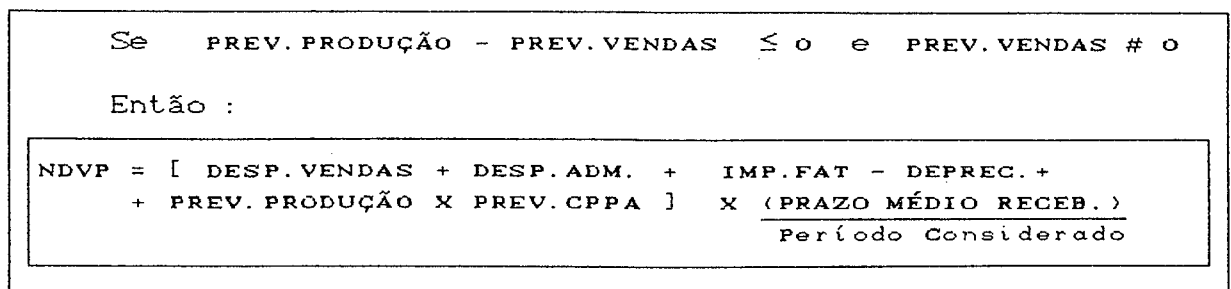 Se PREV.PRODUÇÃO - PREV.VENDAS ≤ o e PREV.VENDAS # o
Então :
NDVP = [ DESP.VENDAS + DESP.ADM. + IMP.FAT - DEPREC.+
+ PREV.PRODUÇÃO X PREV.CPPA ] X (PRAZO MÉDIO RECEB.)
Período Considerado